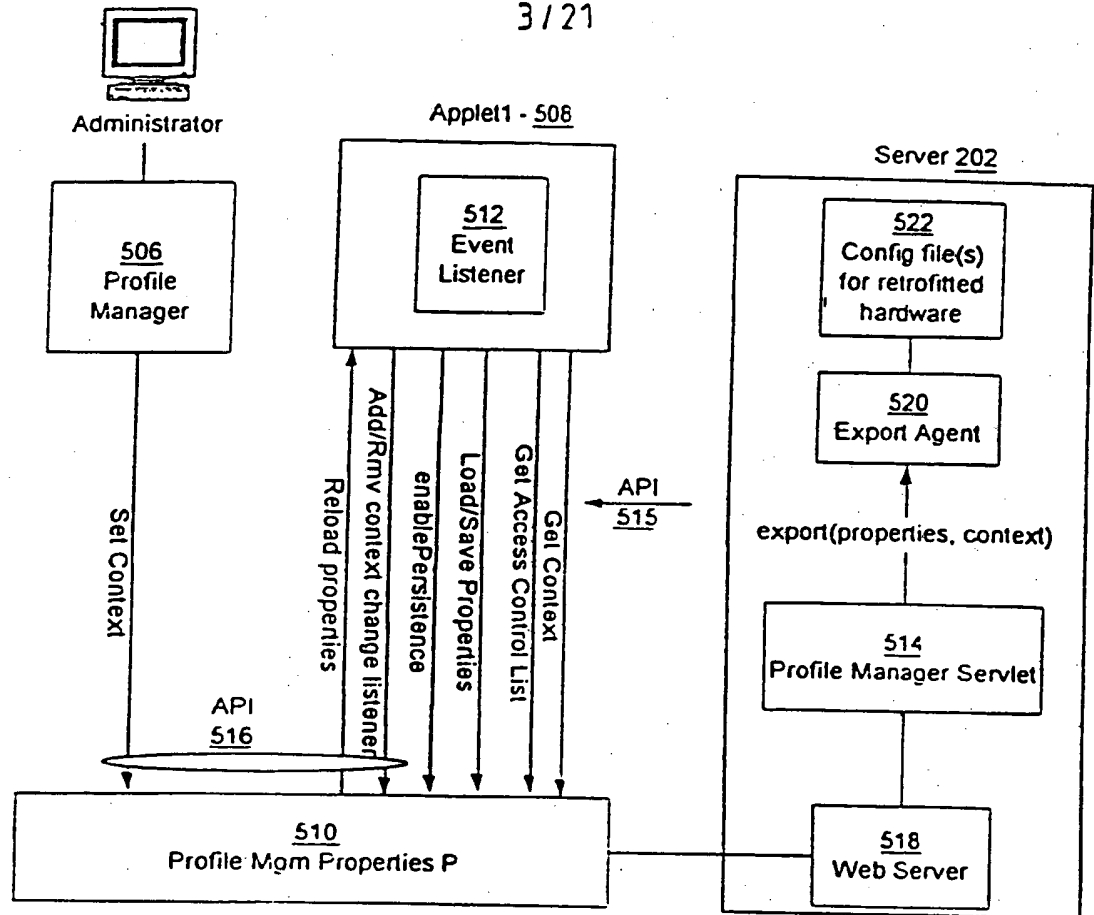 3/21
Administrator
Applet1 - 508
Server 202
506
Profile
Manager
512
Event
Listener
522
Config file(s)
for retrofitted
hardware
520
Export Agent
Set Context
Reload properties
Add/Rmv context change listener
enablePersistence
Load/Save Properties
Get Access Control List
Get Context
API
515
export(properties, context)
514
Profile Manager Servlet
API
516
510
Profile Mgm Properties P
518
Web Server